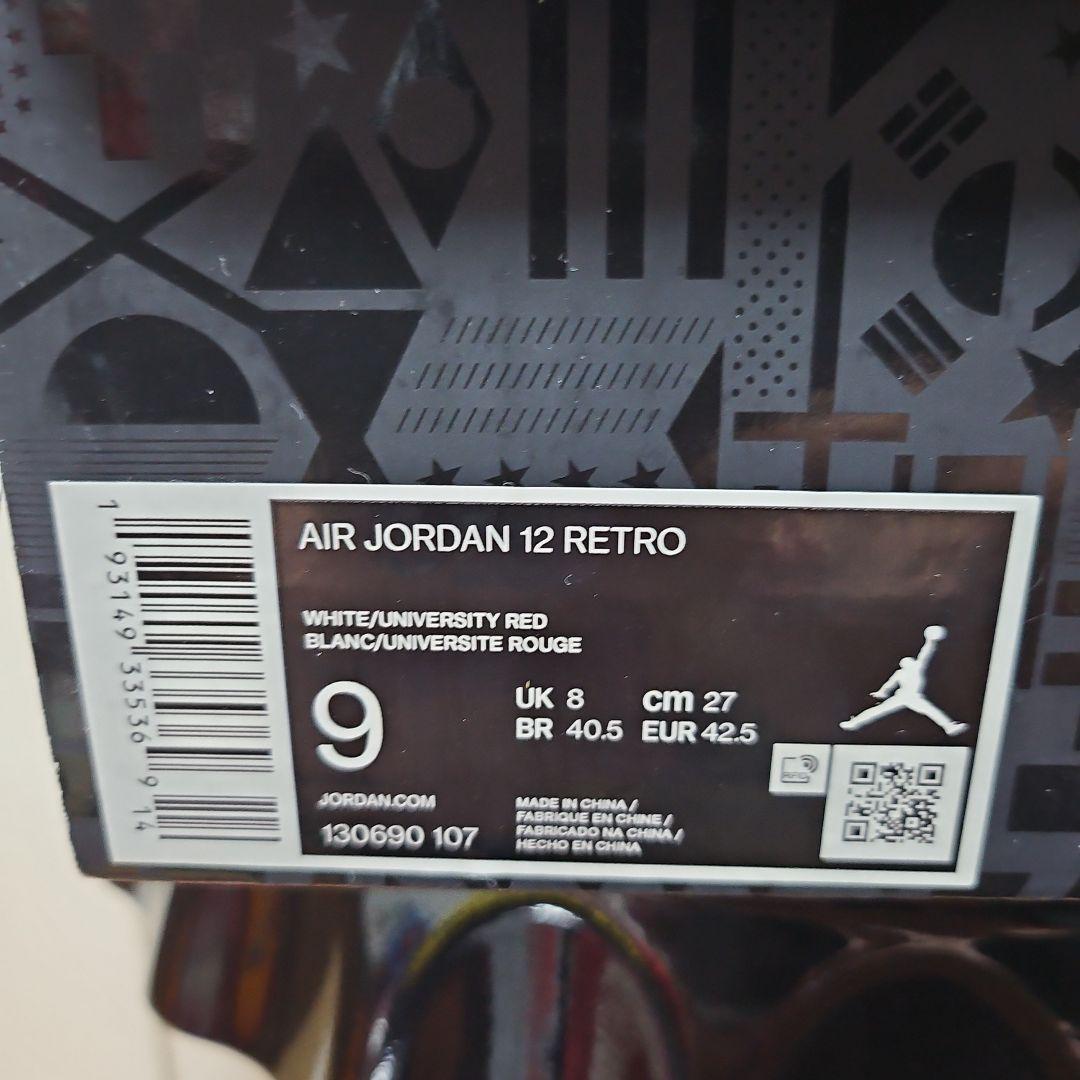 AIR JORDAN 12 RETRO
WHITE/UNIVERSITY RED
BLANC/UNIVERSITE ROUGE
9
UK 8 cm 27
BR 40.5 EUR 42.5
JORDAN.COM
130690 107
MADE IN CHINA /
FABRIQUE EN CHINE /
FABRICADO NA CHINA /
HECHO EN CHINA
RFID
1 93149 33536 9 14